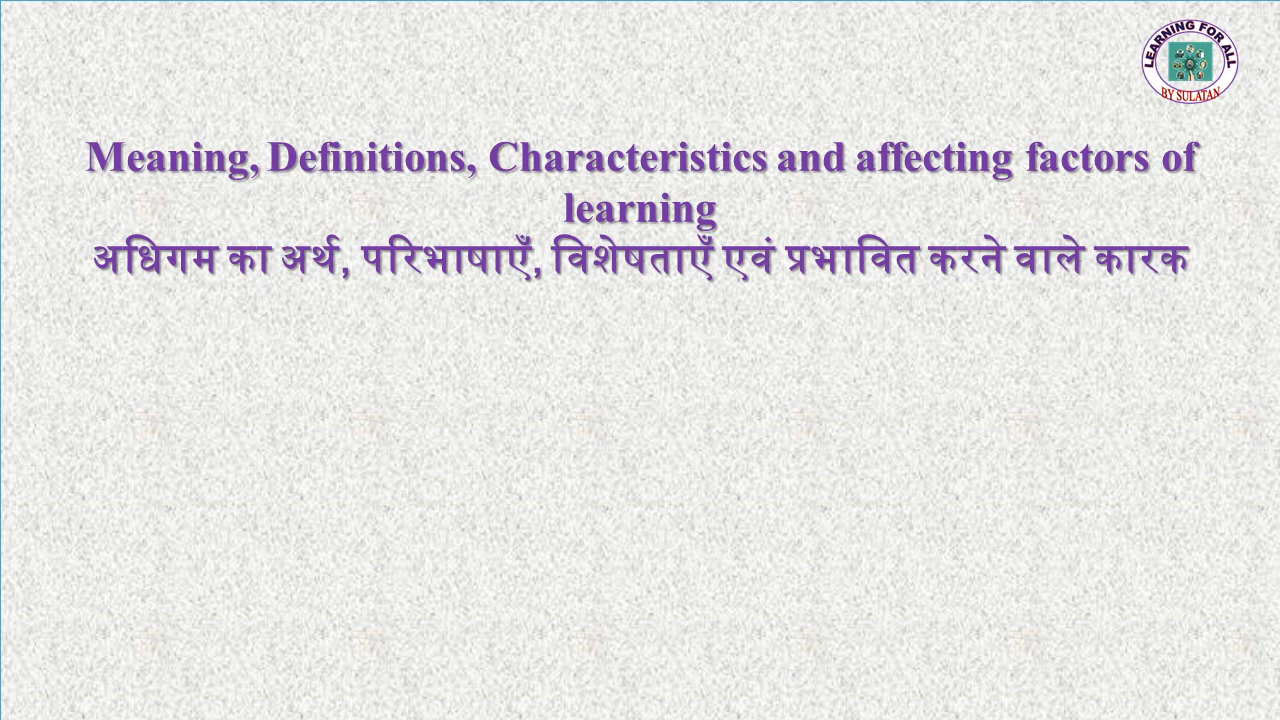 LEARNING FOR ALL
BY SULATAN
Meaning, Definitions, Characteristics and affecting factors of
learning
अधिगम का अर्थ, परिभाषाएँ, विशेषताएँ एवं प्रभावित करने वाले कारक